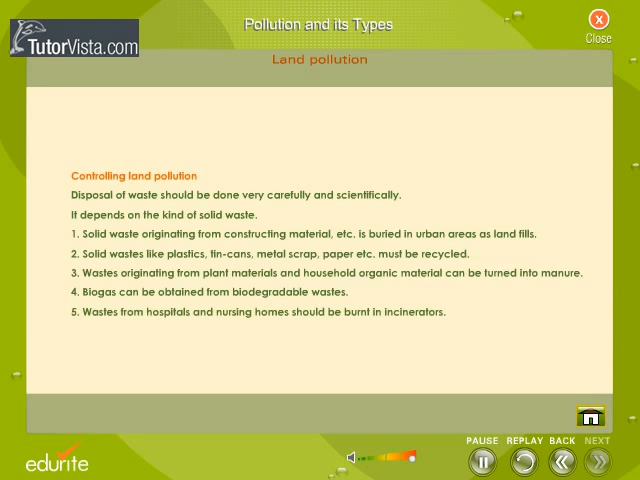 Pollution and its Types
TutorVista.com
Close
Land pollution
Controlling land pollution
Disposal of waste should be done very carefully and scientifically.
It depends on the kind of solid waste.
1. Solid waste originating from constructing material, etc. is buried in urban areas as land fills.
2. Solid wastes like plastics, tin-cans, metal scrap, paper etc. must be recycled.
3. Wastes originating from plant materials and household organic material can be turned into manure.
4. Biogas can be obtained from biodegradable wastes.
5. Wastes from hospitals and nursing homes should be burnt in incinerators.
PAUSE REPLAY BACK NEXT
edurite